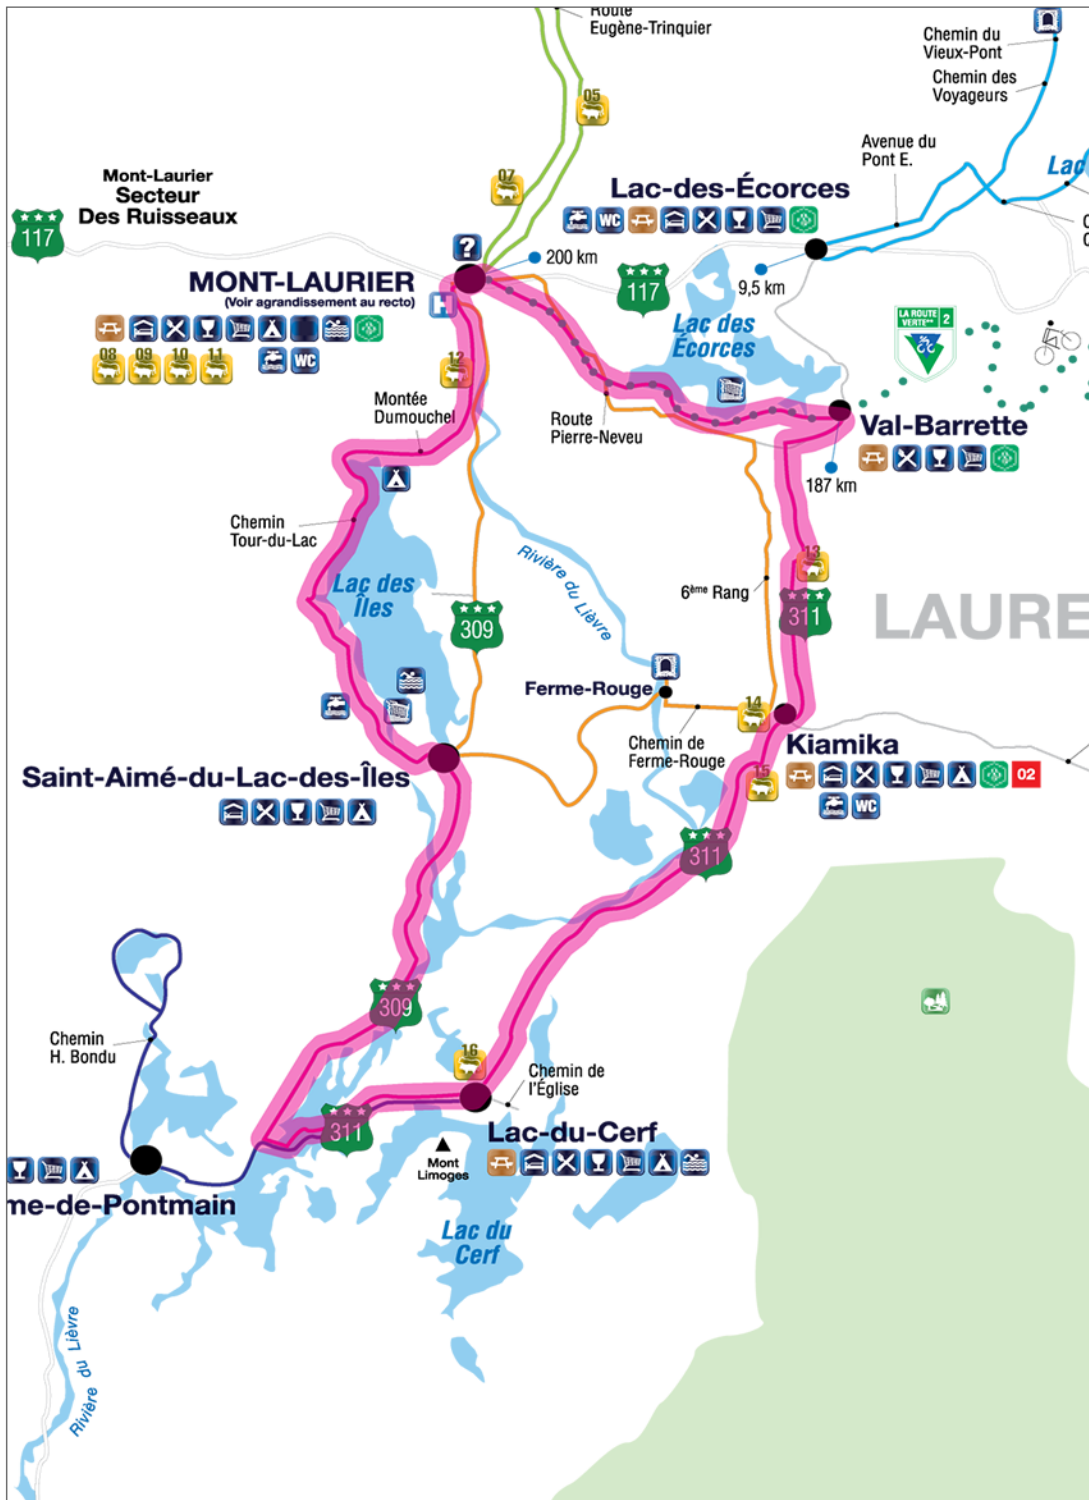 Route
Eugène-Trinquier
Chemin du
Vieux-Pont
Chemin des
Voyageurs
05
Avenue du
Pont E.
Lac
Mont-Laurier
Secteur
Des Ruisseaux
117
07
Lac-des-Écorces
WC
?
200 km
MONT-LAURIER
(Voir agrandissement au recto)
H
117
9,5 km
LA ROUTE
VERTE
2
08
09
10
11
WC
12
Lac des
Écorces
Montée
Dumouchel
Route
Pierre-Neveu
Val-Barrette
187 km
Chemin
Tour-du-Lac
Rivière du Lièvre
13
Lac des
Îles
6ème Rang
311
LAURE
309
Ferme-Rouge
14
Chemin de
Ferme-Rouge
Kiamika
02
WC
15
Saint-Aimé-du-Lac-des-Îles
311
309
Chemin
H. Bondu
16
Chemin de
l'Église
311
Lac-du-Cerf
Mont
Limoges
me-de-Pontmain
Lac du
Cerf
Rivière du Lièvre